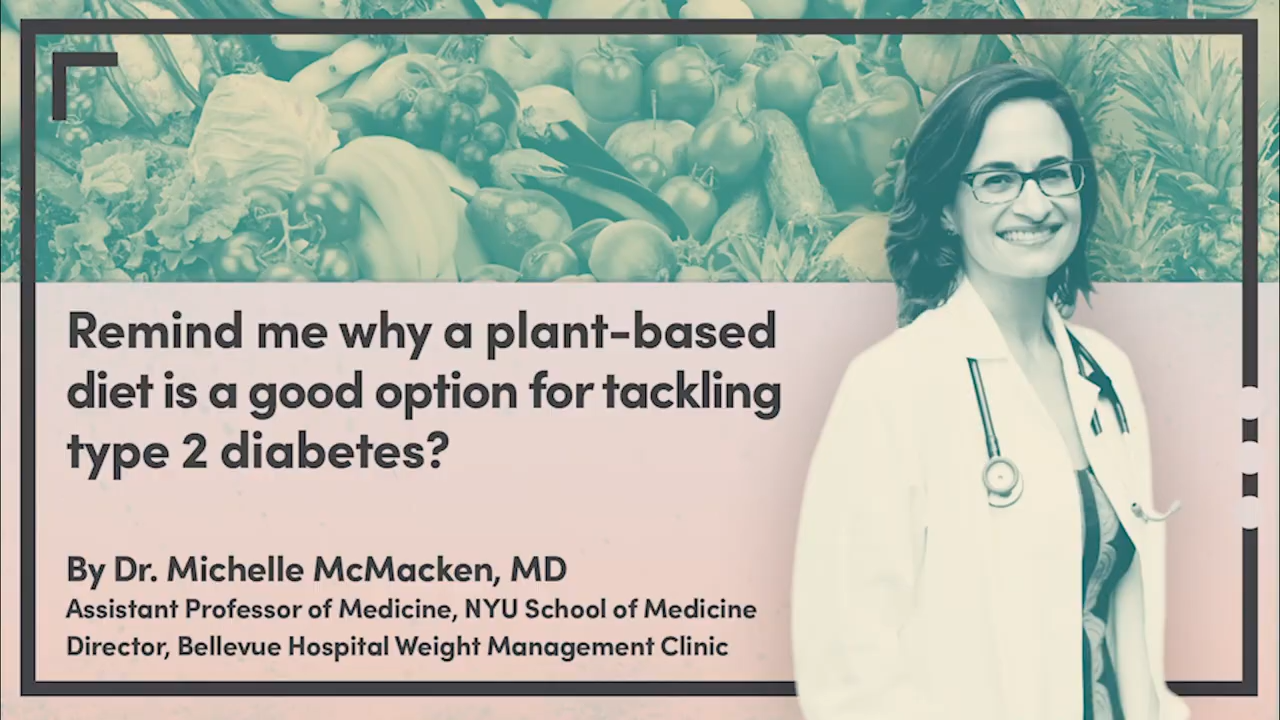 Remind me why a plant-based
diet is a good option for tackling
type 2 diabetes?
By Dr. Michelle McMacken, MD
Assistant Professor of Medicine, NYU School of Medicine
Director, Bellevue Hospital Weight Management Clinic